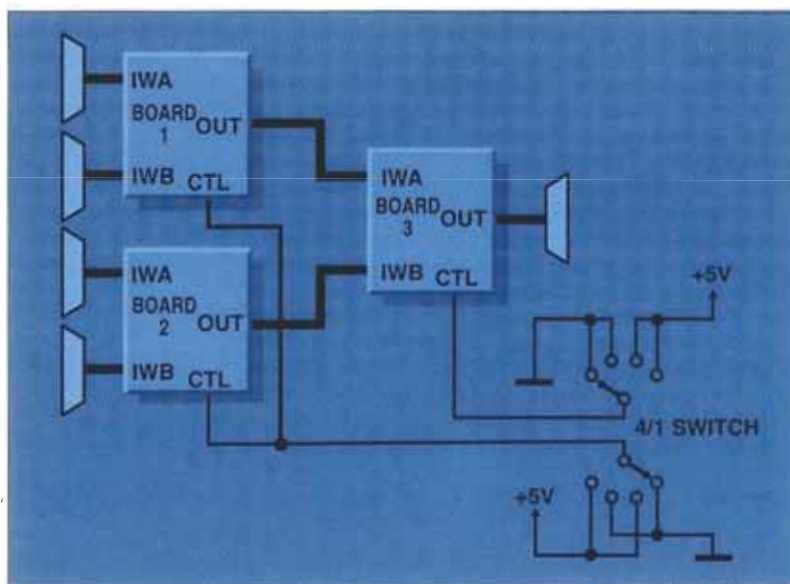 IWA
BOARD
1
OUT
IWB
CTL
IWA
BOARD
2
OUT
IWB
CTL
IWA
BOARD
3
OUT
IWB
CTL
+5V
4/1 SWITCH
+5V